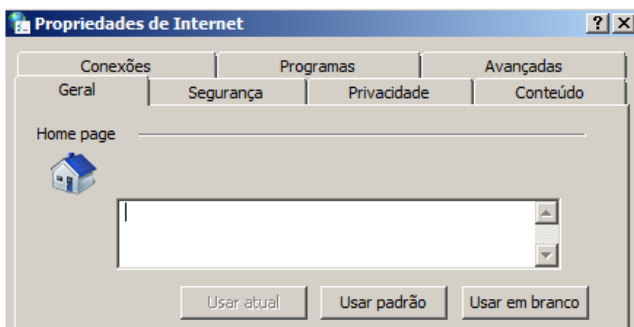 Propriedades de Internet
Conexões Programas Avançadas
Geral Segurança Privacidade Conteúdo
Home page
Usar atual Usar padrão Usar em branco